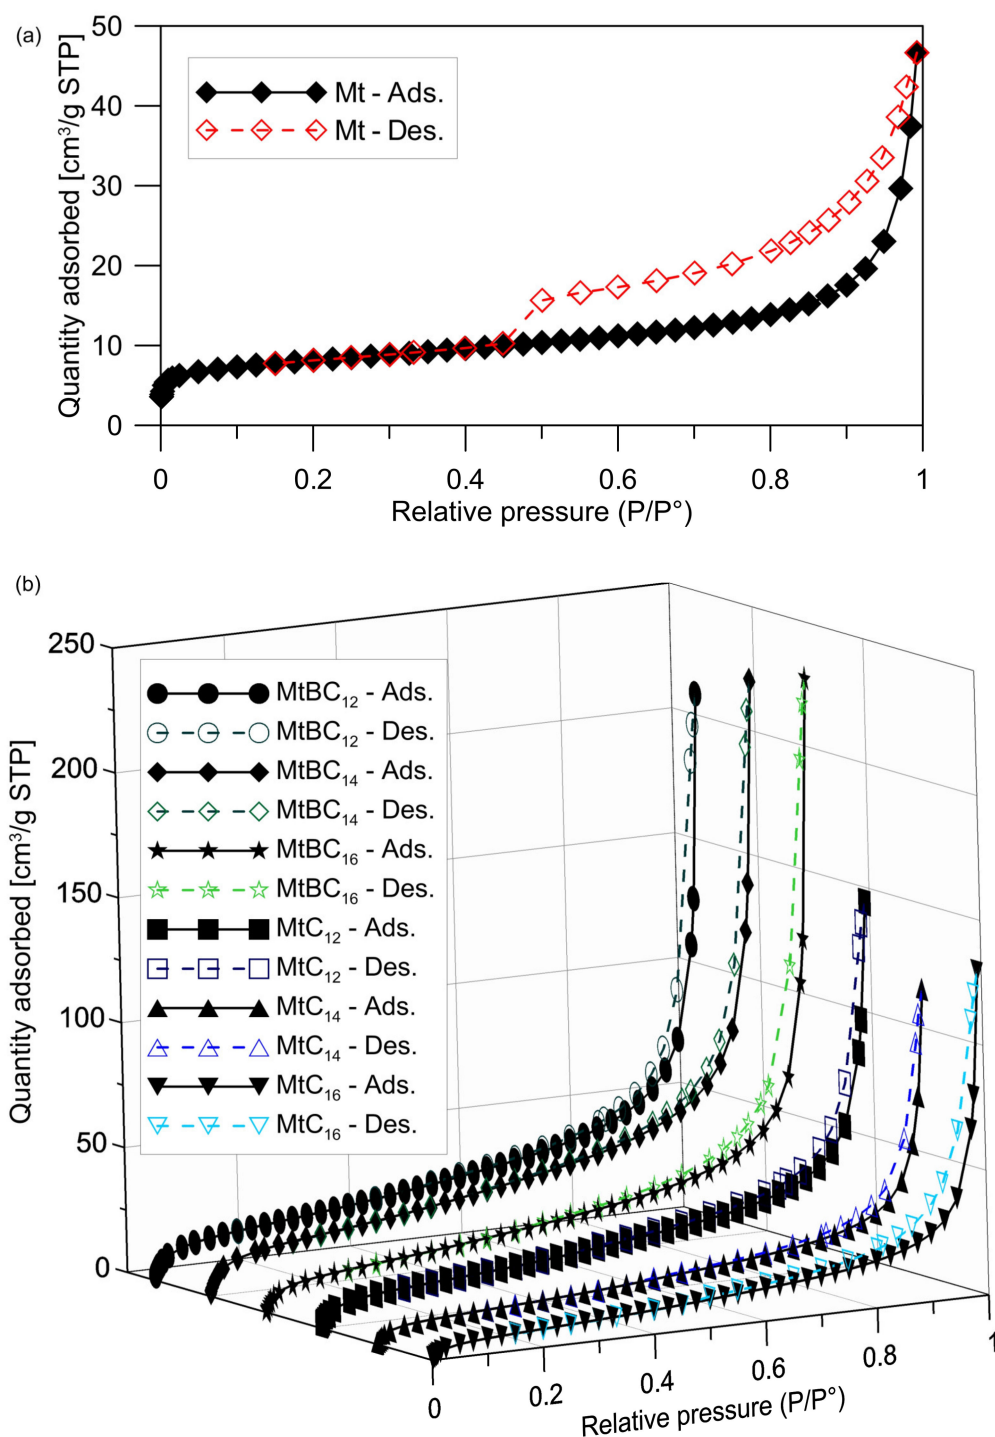 (a)
50
40
30
20
10
0
Quantity adsorbed [cm³/g STP]
Mt - Ads.
Mt - Des.
0 0.2 0.4 0.6 0.8 1
Relative pressure (P/P°)
(b)
250
200
150
100
50
0
Quantity adsorbed [cm³/g STP]
MtBC₁₂ - Ads.
MtBC₁₂ - Des.
MtBC₁₄ - Ads.
MtBC₁₄ - Des.
MtBC₁₆ - Ads.
MtBC₁₆ - Des.
MtC₁₂ - Ads.
MtC₁₂ - Des.
MtC₁₄ - Ads.
MtC₁₄ - Des.
MtC₁₆ - Ads.
MtC₁₆ - Des.
0 0.2 0.4 0.6 0.8 1
Relative pressure (P/P°)